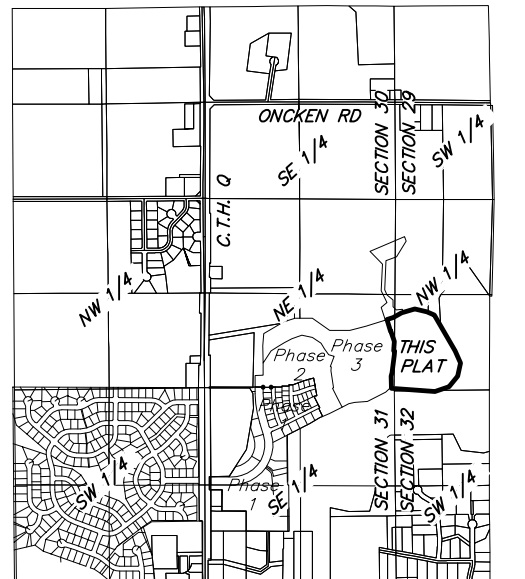 ONCKEN RD
SE 1/4
SECTION 30
SECTION 29
SW 1/4
C.T.H. Q
NW 1/4
NE 1/4
NW 1/4
Phase
2
Phase
3
THIS
PLAT
Phase
SECTION 31
SECTION 32
SW 1/4
Phase
1
SE 1/4
SW 1/4